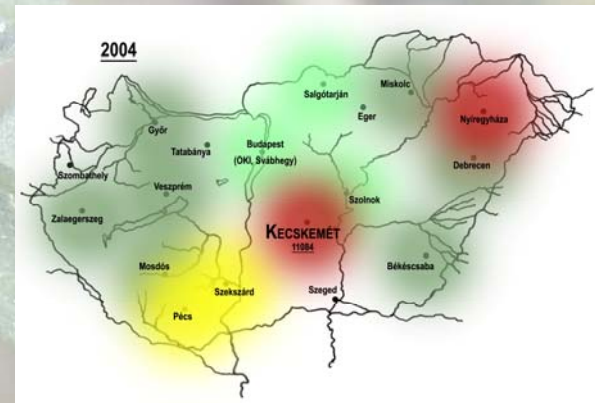 2004
Salgótarján
Miskolc
Eger
Nyíregyháza
Győr
Tatabánya
Budapest
(OKI, Svábhegy)
Debrecen
Szombathely
Veszprém
Szolnok
Zalaegerszeg
KECSKEMÉT
11084
Mosdós
Békéscsaba
Szekszárd
Szeged
Pécs